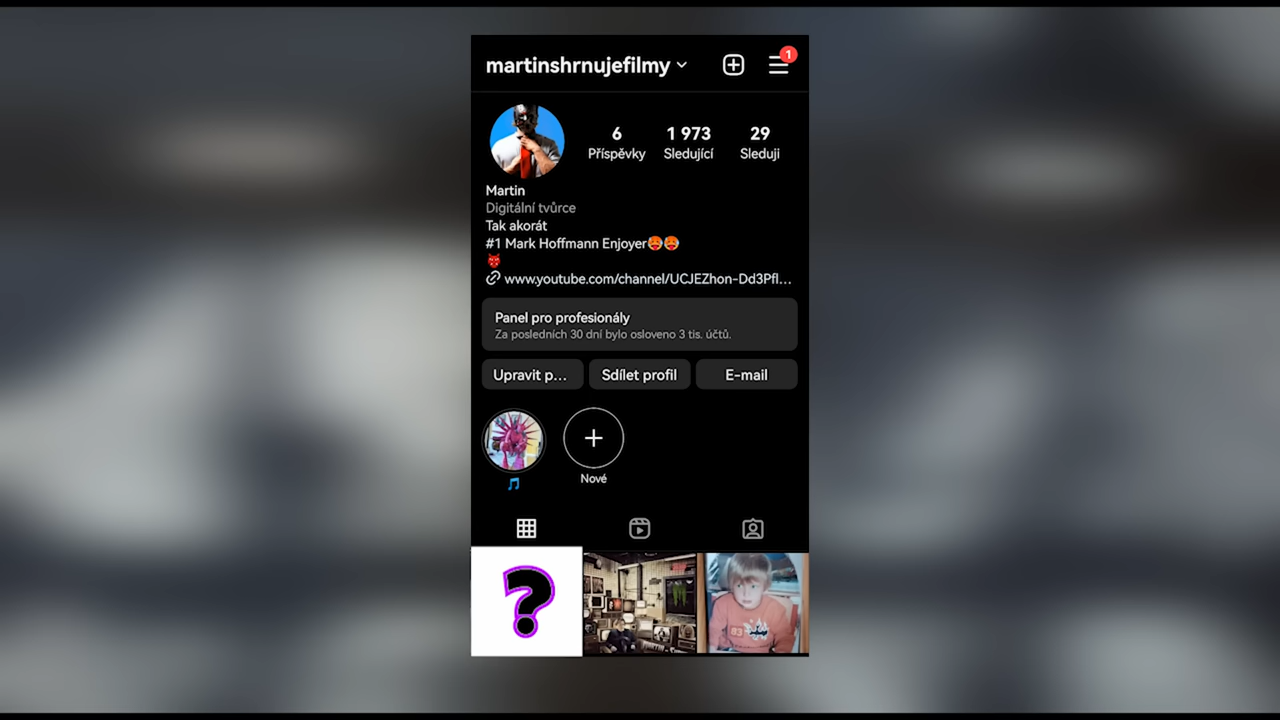 martinshrnujefilmy
1
6
1 973
29
Příspěvky
Sledující
Sleduji
Martin
Digitální tvůrce
Tak akorát
#1 Mark Hoffmann Enjoyer🥵🥵
👹
www.youtube.com/channel/UCJEZhon-Dd3Pfl...
Panel pro profesionály
Za posledních 30 dní bylo osloveno 3 tis. účtů.
Upravit p...
Sdílet profil
E-mail
🎵
Nové
?
83